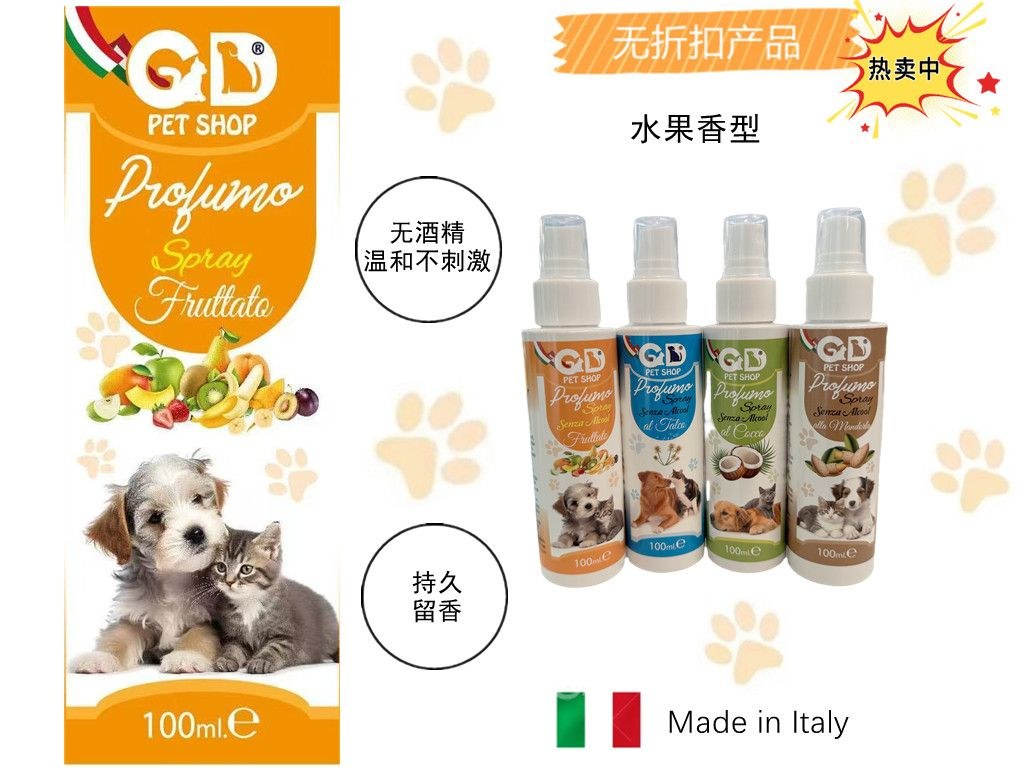 GD®
PET SHOP
Profumo
Spray
Fruttato
100ml.e
无酒精
温和不刺激
持久
留香
无折扣产品
热卖中
水果香型
GD
PET SHOP
Profumo
Spray
Senza Alcool
Fruttato
100ml.e
GD
PET SHOP
Profumo
Spray
Senza Alcool
al Talco
100ml.e
GD
PET SHOP
Profumo
Spray
Senza Alcool
al Cocco
100ml.e
GD
PET SHOP
Profumo
Spray
Senza Alcool
alla Mandorla
100ml.e
Made in Italy